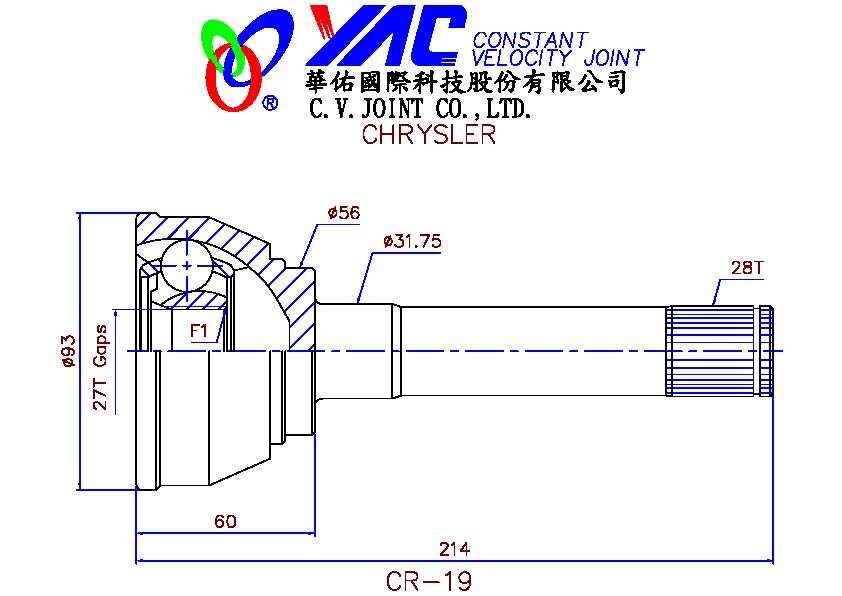 YAC CONSTANT
VELOCITY JOINT
®
華佑國際科技股份有限公司
C.V.JOINT CO.,LTD.
CHRYSLER
ø56
ø31.75
28T
F1
ø93
27T Gaps
60
214
CR-19